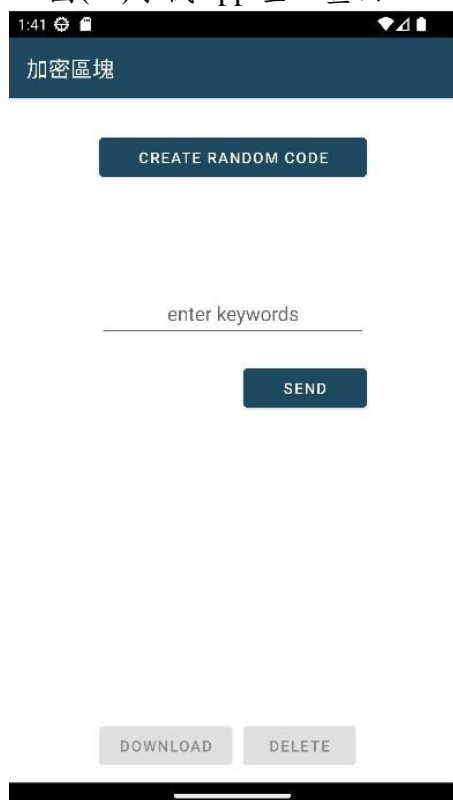 1:41
加密區塊
CREATE RANDOM CODE
enter keywords
SEND
DOWNLOAD DELETE